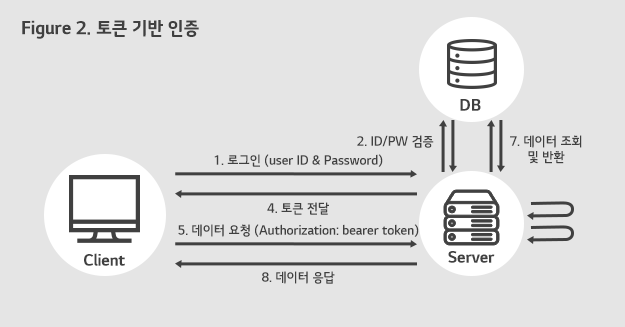 Figure 2. 토큰 기반 인증
DB
2. ID/PW 검증
7. 데이터 조회
및 반환
1. 로그인 (user ID & Password)
4. 토큰 전달
5. 데이터 요청 (Authorization: bearer token)
8. 데이터 응답
Client
Server